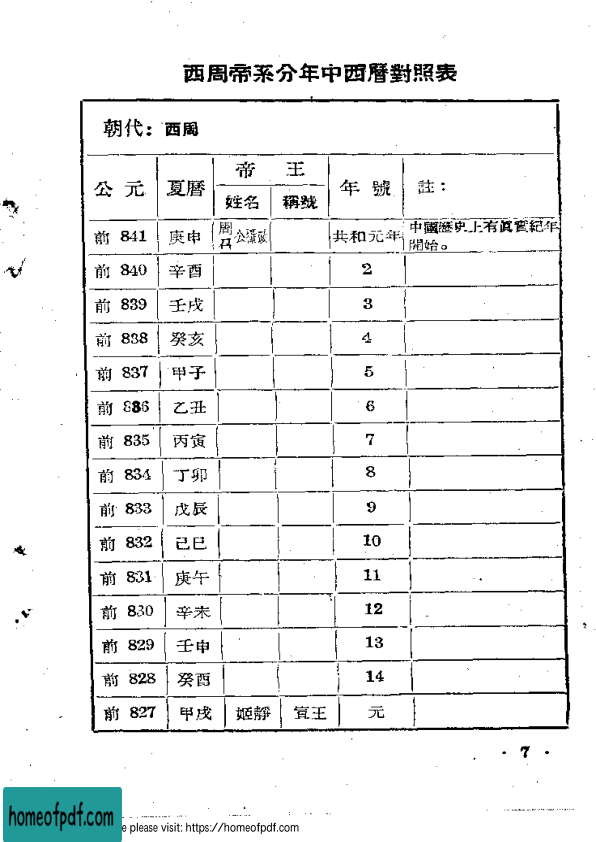 西周帝系分年中西曆對照表
朝代：西周
公元 夏曆 帝王 年號 註：
姓名 稱號
前 841 庚申 周召公 共和元年 中國歷史上有眞實紀年
開始。
前 840 辛酉 2
前 839 壬戌 3
前 838 癸亥 4
前 837 甲子 5
前 836 乙丑 6
前 835 丙寅 7
前 834 丁卯 8
前 833 戊辰 9
前 832 己巳 10
前 831 庚午 11
前 830 辛未 12
前 829 壬申 13
前 828 癸酉 14
前 827 甲戌 姬靜 宣王 元
· 7 ·
homeofpdf.com
e please visit: https://homeofpdf.com